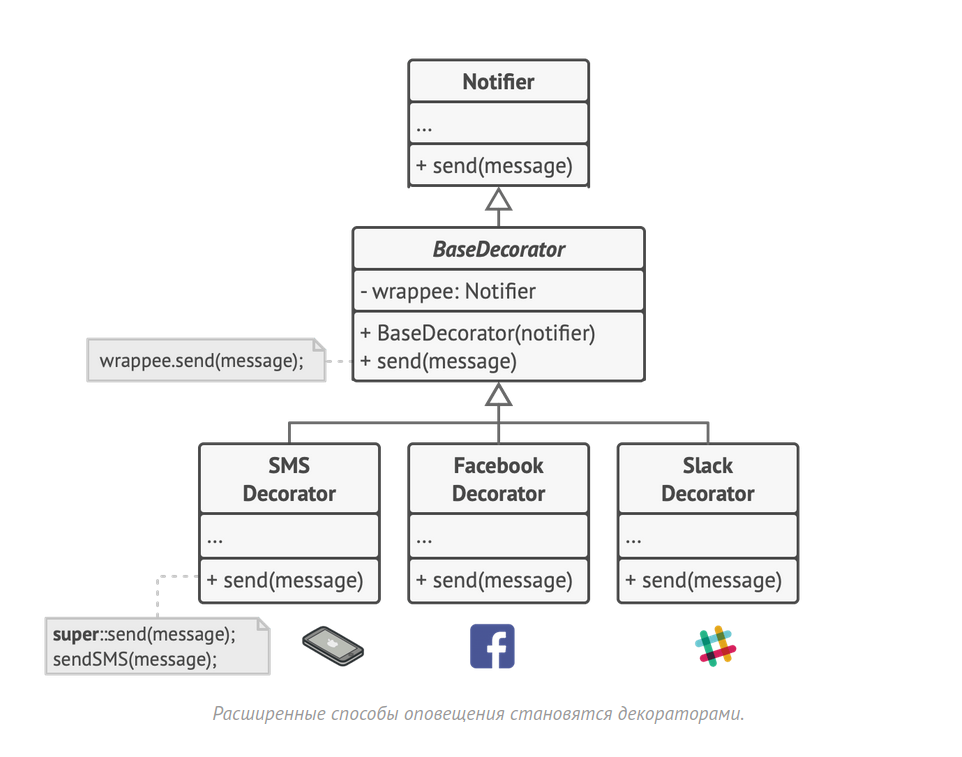 Notifier
...
+ send(message)
BaseDecorator
- wrappee: Notifier
+ BaseDecorator(notifier)
+ send(message)
wrappee.send(message);
SMS
Decorator
...
+ send(message)
Facebook
Decorator
...
+ send(message)
Slack
Decorator
...
+ send(message)
super::send(message);
sendSMS(message);
Расширенные способы оповещения становятся декораторами.